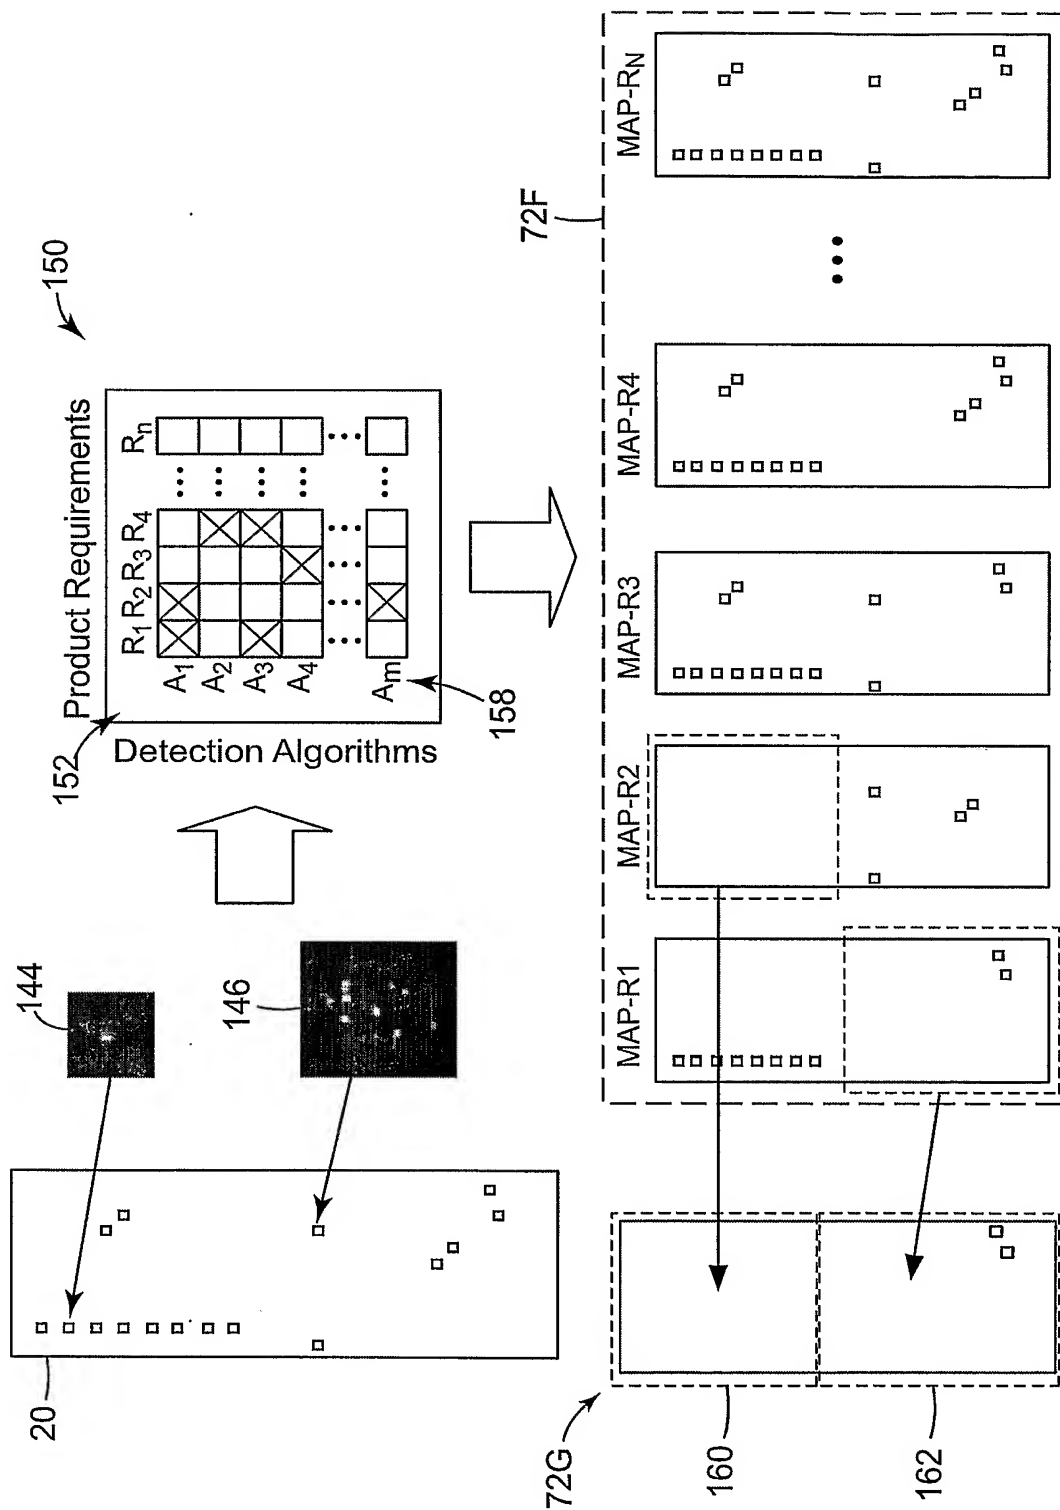 20
144
146
150
152
Product Requirements
R1 R2 R3 R4 ••• Rn
A1
A2
A3
A4
Am
158
Detection Algorithms
72F
MAP-R1
MAP-R2
MAP-R3
MAP-R4
•••
MAP-RN
72G
160
162